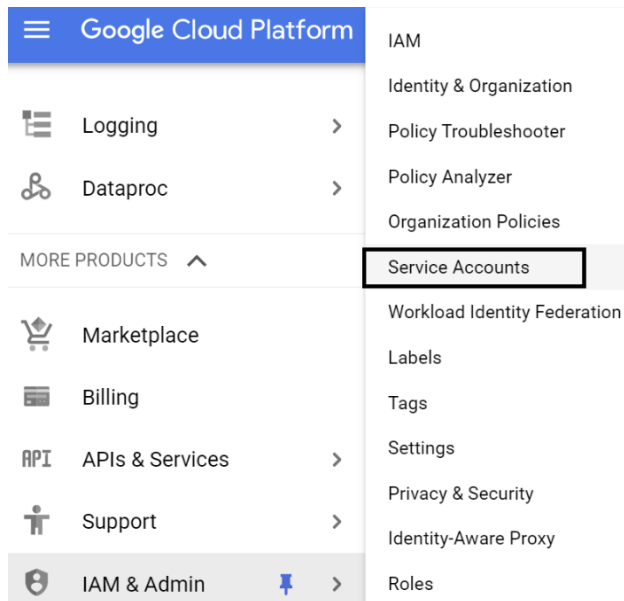 Google Cloud Platform
Logging
Dataproc
MORE PRODUCTS
Marketplace
Billing
API APIs & Services
Support
IAM & Admin
IAM
Identity & Organization
Policy Troubleshooter
Policy Analyzer
Organization Policies
Service Accounts
Workload Identity Federation
Labels
Tags
Settings
Privacy & Security
Identity-Aware Proxy
Roles